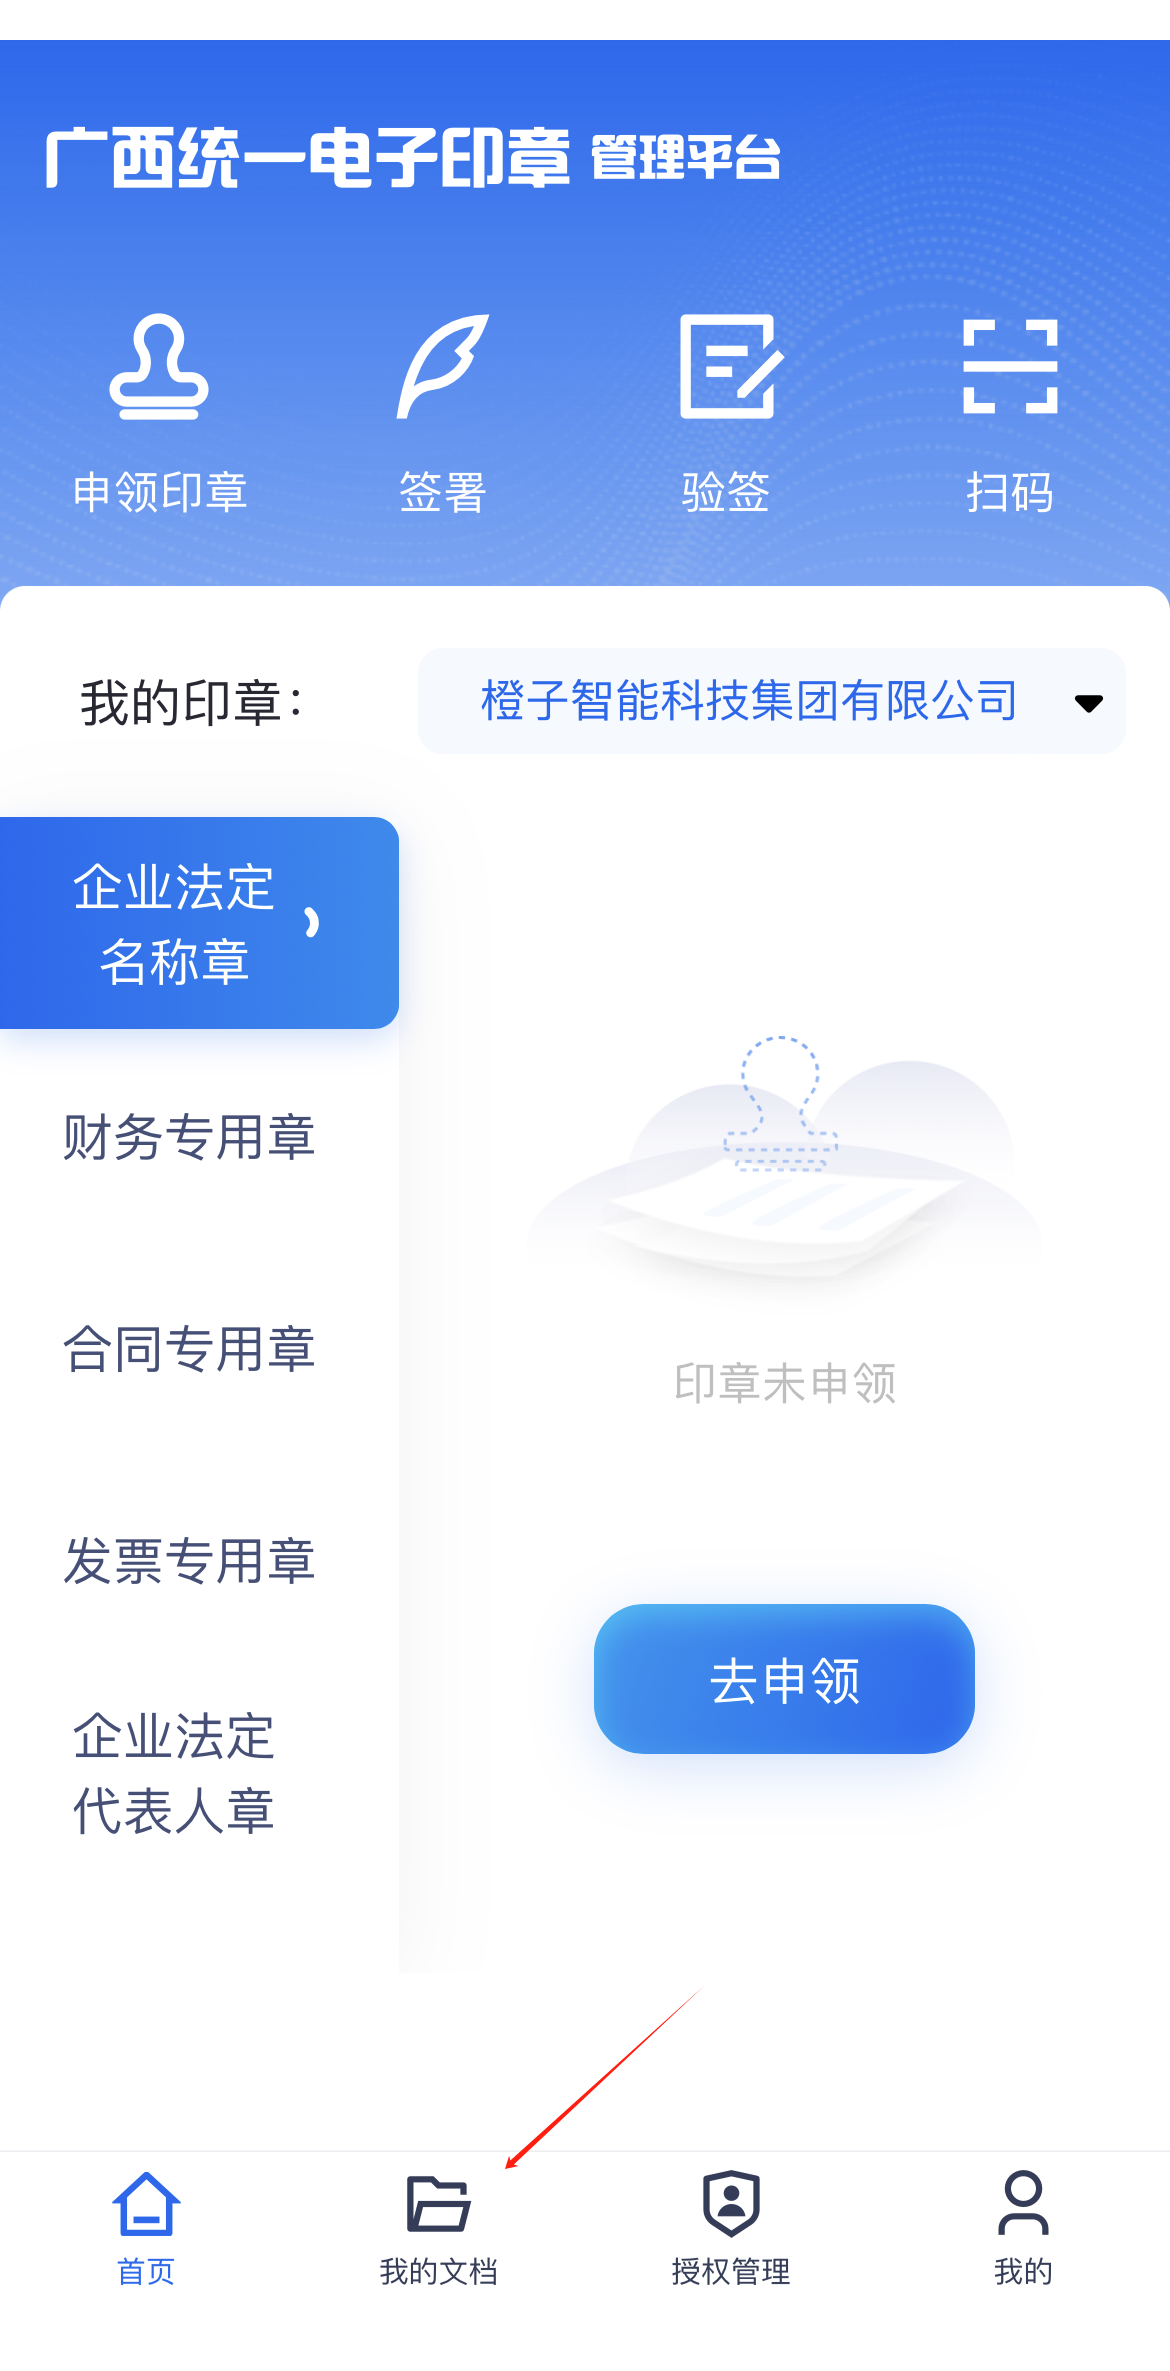 广西统一电子印章 管理平台
申领印章 签署 验签 扫码
我的印章： 橙子智能科技集团有限公司
企业法定
名称章
财务专用章
合同专用章
印章未申领
发票专用章
去申领
企业法定
代表人章
首页 我的文档 授权管理 我的